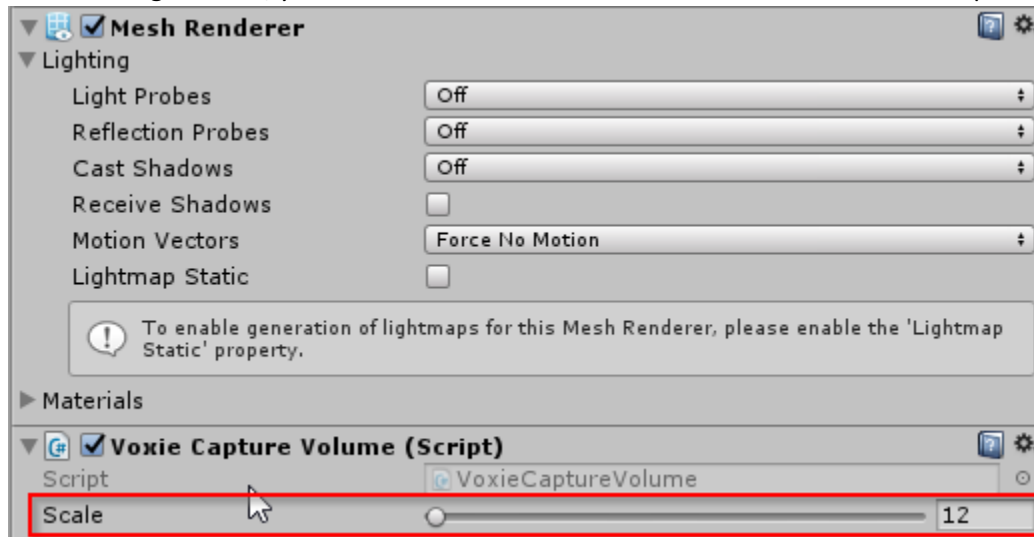 Mesh Renderer
Lighting
Light Probes Off
Reflection Probes Off
Cast Shadows Off
Receive Shadows
Motion Vectors Force No Motion
Lightmap Static
To enable generation of lightmaps for this Mesh Renderer, please enable the 'Lightmap
Static' property.
Materials
C# Voxie Capture Volume (Script)
Script VoxieCaptureVolume
Scale 12